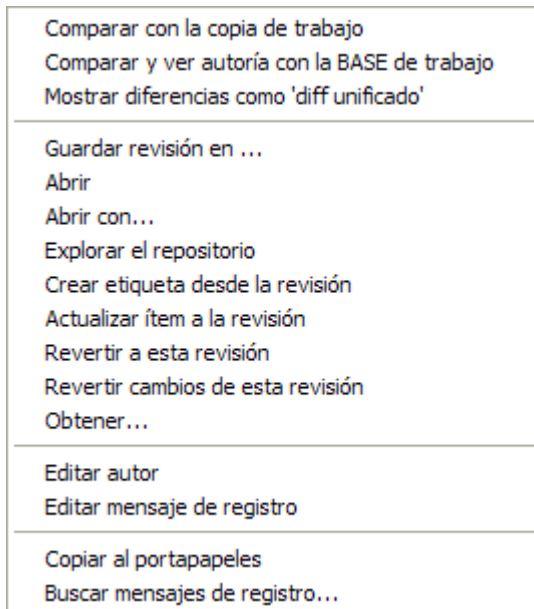 Comparar con la copia de trabajo
Comparar y ver autoría con la BASE de trabajo
Mostrar diferencias como 'diff unificado'
Guardar revisión en ...
Abrir
Abrir con...
Explorar el repositorio
Crear etiqueta desde la revisión
Actualizar ítem a la revisión
Revertir a esta revisión
Revertir cambios de esta revisión
Obtener...
Editar autor
Editar mensaje de registro
Copiar al portapapeles
Buscar mensajes de registro...